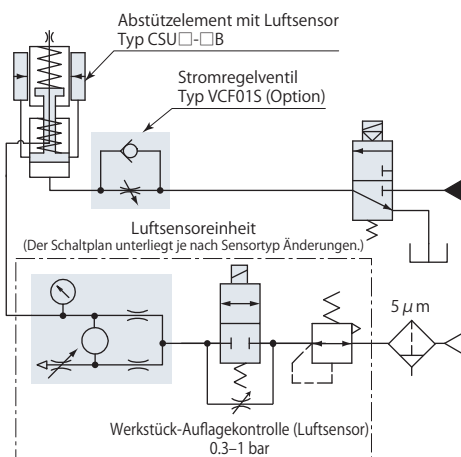 Abstützelement mit Luftsensor
Typ CSU□-□B
Stromregelventil
Typ VCF01S (Option)
Luftsensoreinheit
(Der Schaltplan unterliegt je nach Sensortyp Änderungen.)
5 μm
Werkstück-Auflagekontrolle (Luftsensor)
0.3–1 bar